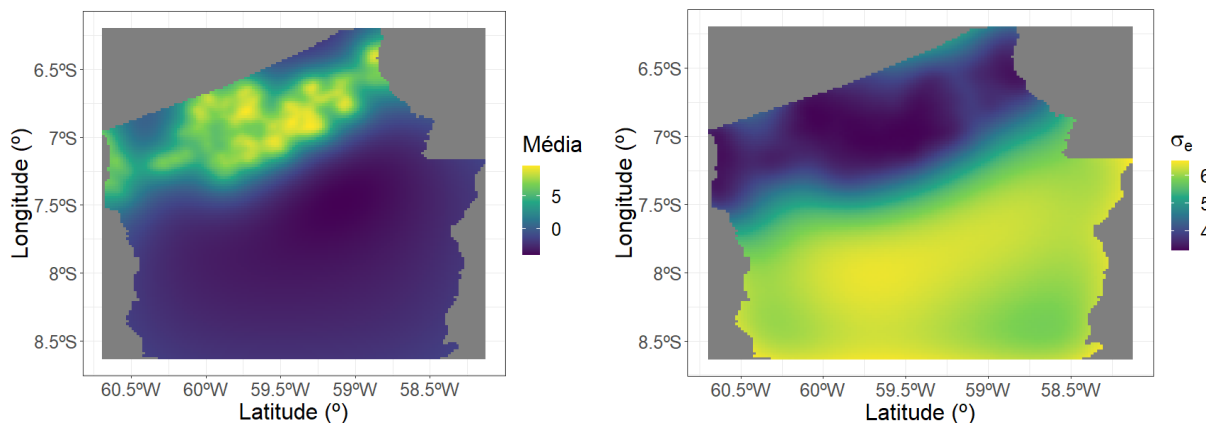 6.5ºS
7ºS
7.5ºS
8ºS
8.5ºS
Longitude (º)
60.5ºW
60ºW
59.5ºW
59ºW
58.5ºW
Latitude (º)
Média
5
0
6.5ºS
7ºS
7.5ºS
8ºS
8.5ºS
Longitude (º)
60.5ºW
60ºW
59.5ºW
59ºW
58.5ºW
Latitude (º)
σe
6
5
4